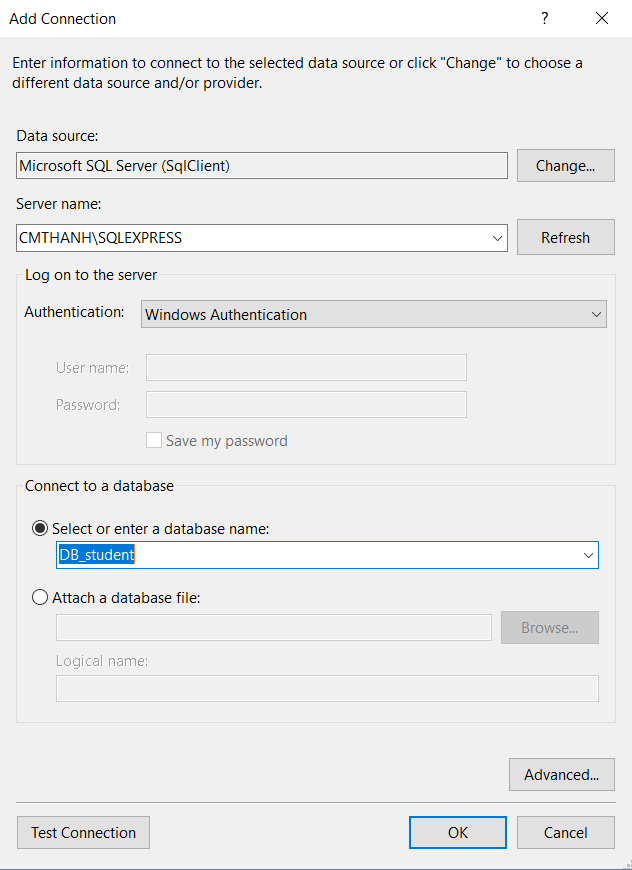 Add Connection
?
Enter information to connect to the selected data source or click "Change" to choose a
different data source and/or provider.
Data source:
Microsoft SQL Server (SqlClient)
Change...
Server name:
CMTHANH\SQLEXPRESS
Refresh
Log on to the server
Authentication:
Windows Authentication
User name:
Password:
Save my password
Connect to a database
Select or enter a database name:
DB_student
Attach a database file:
Browse...
Logical name:
Advanced...
Test Connection
OK
Cancel